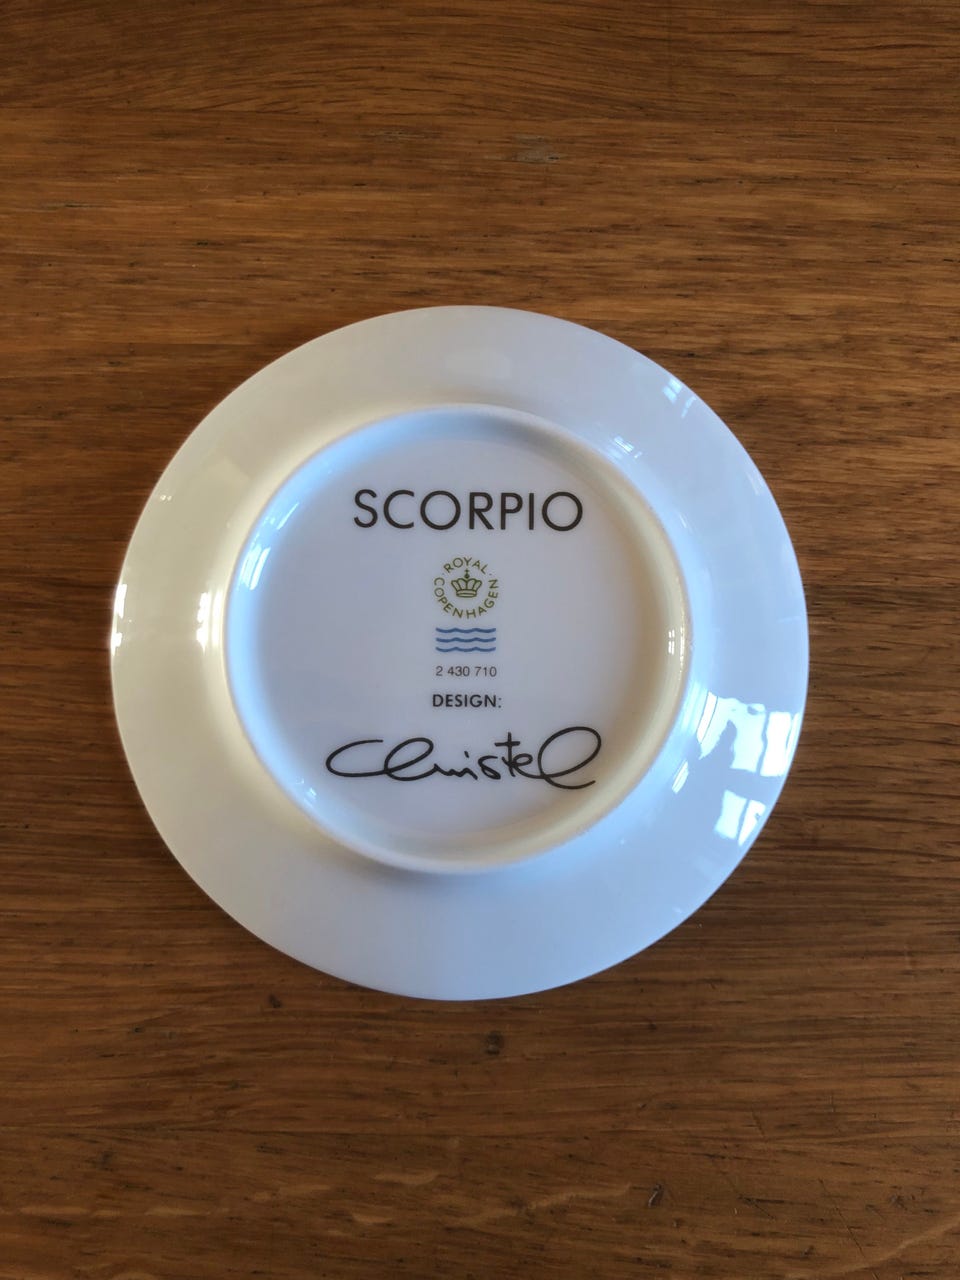 SCORPIO
ROYAL
COPENHAGEN
2 430 710
DESIGN:
Christel